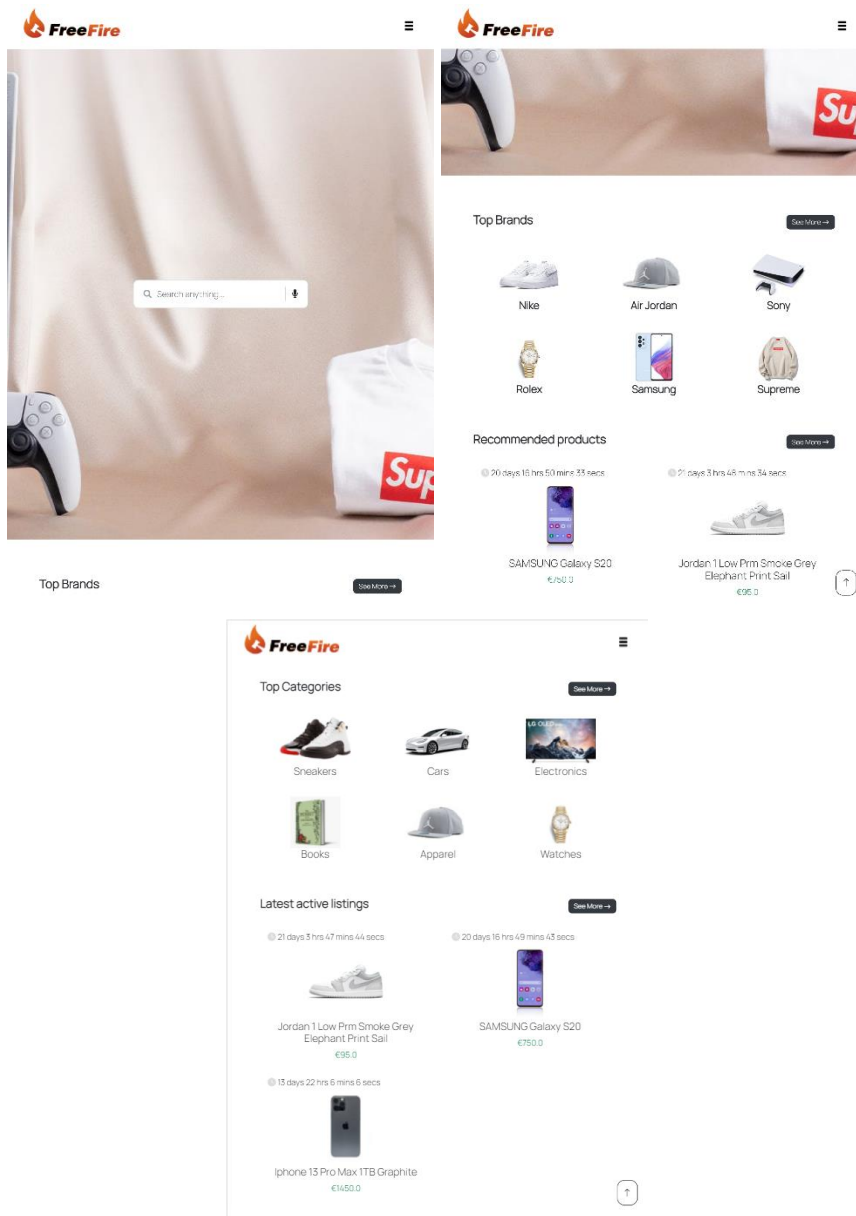 FreeFire
Search anything...
Sup
Top Brands
See More →
FreeFire
Su
Top Brands
See More →
Nike
Air Jordan
Sony
Rolex
Samsung
Supreme
Recommended products
See More →
20 days 16 hrs 50 mins 33 secs
21 days 3 hrs 48 mins 34 secs
SAMSUNG Galaxy S20
Jordan 1 Low Prm Smoke Grey
Elephant Print Sail
€750.0
€95.0
FreeFire
Top Categories
See More →
LG OLED
Sneakers
Cars
Electronics
Books
Apparel
Watches
Latest active listings
See More →
21 days 3 hrs 47 mins 44 secs
20 days 16 hrs 49 mins 43 secs
Jordan 1 Low Prm Smoke Grey
Elephant Print Sail
SAMSUNG Galaxy S20
€95.0
€750.0
13 days 22 hrs 6 mins 6 secs
Iphone 13 Pro Max 1TB Graphite
€1450.0